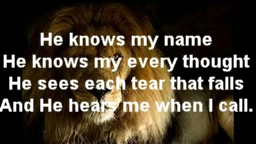 He knows my name
He knows my every thought
He sees each tear that falls
And He hears me when I call.